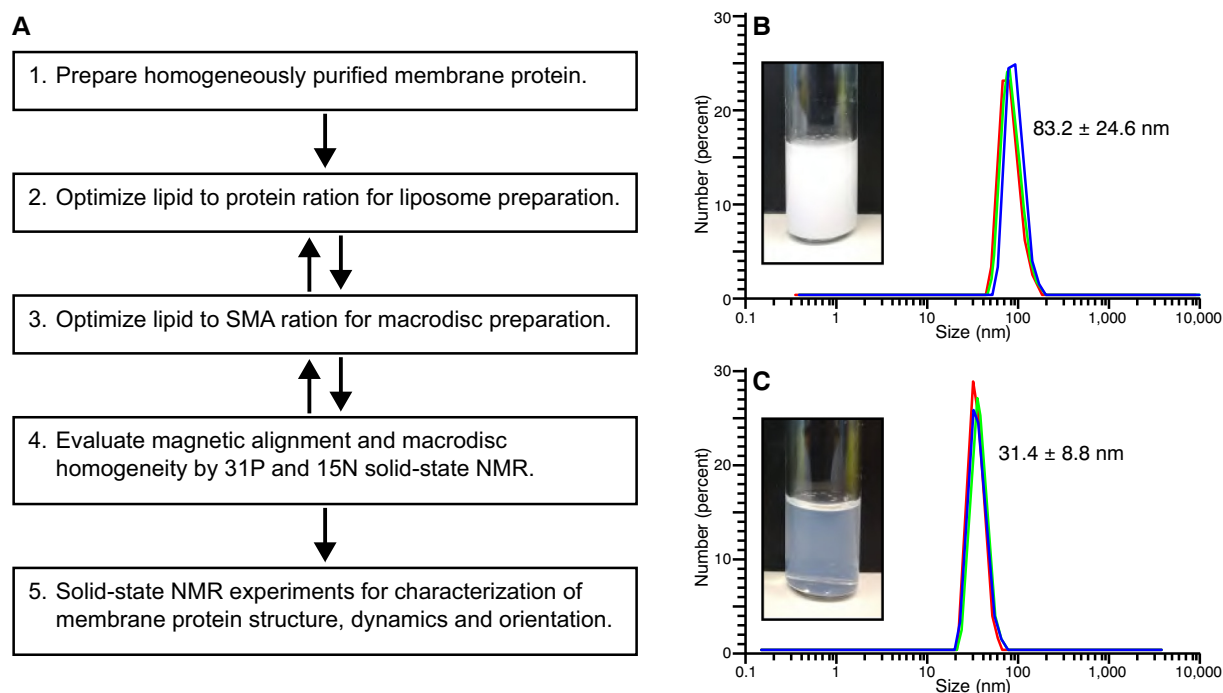 A
1. Prepare homogeneously purified membrane protein.
2. Optimize lipid to protein ration for liposome preparation.
3. Optimize lipid to SMA ration for macrodisc preparation.
4. Evaluate magnetic alignment and macrodisc
homogeneity by 31P and 15N solid-state NMR.
5. Solid-state NMR experiments for characterization of
membrane protein structure, dynamics and orientation.
B
30
20
10
0
Number (percent)
83.2 ± 24.6 nm
0.1 1 10 100 1,000 10,000
Size (nm)
C
30
20
10
0
Number (percent)
31.4 ± 8.8 nm
0.1 1 10 100 1,000 10,000
Size (nm)